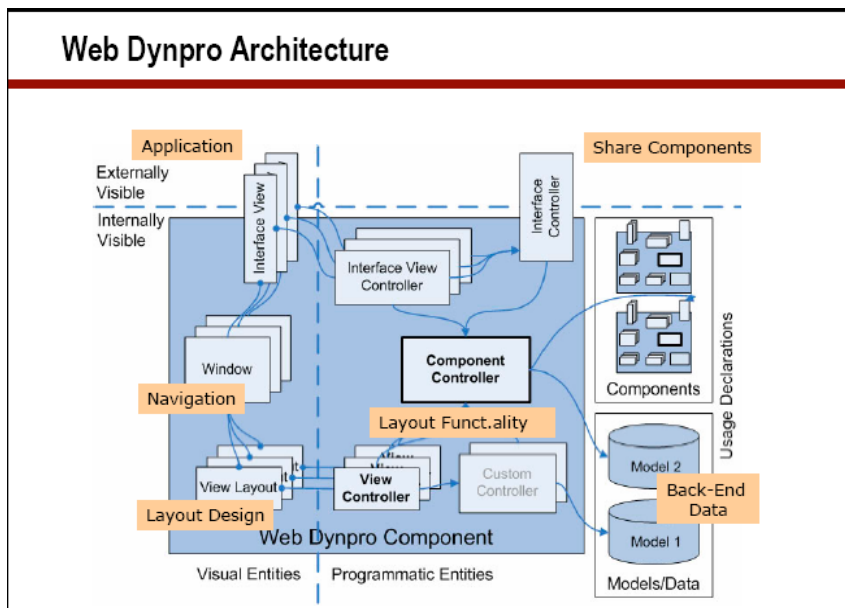 Web Dynpro Architecture
Application
Share Components
Externally
Visible
Internally
Visible
Interface View
Interface View
Controller
Interface
Controller
Window
Component
Controller
Components
Usage Declarations
Navigation
Layout Funct.ality
View Layout
View
Controller
Custom
Controller
Model 2
Back-End
Data
Model 1
Layout Design
Web Dynpro Component
Visual Entities
Programmatic Entities
Models/Data